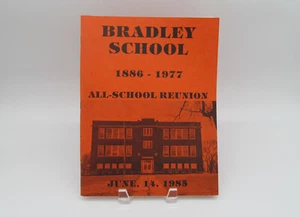 BRADLEY
SCHOOL
1886 - 1977
ALL-SCHOOL REUNION
JUNE, 14, 1985